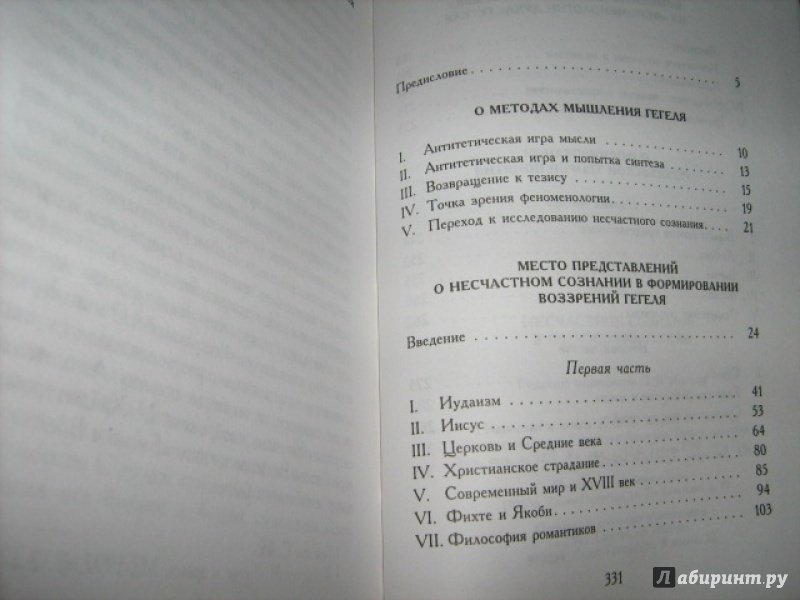 Предисловие . . . . . . . . . . . . . . . . . . . . . . . . . . . . . . 5
О МЕТОДАХ МЫШЛЕНИЯ ГЕГЕЛЯ
I. Антитетическая игра мысли . . . . . . . . . . . . . . . 10
II. Антитетическая игра и попытка синтеза . . . . . . . . 13
III. Возвращение к тезису . . . . . . . . . . . . . . . . . . 15
IV. Точка зрения феноменологии. . . . . . . . . . . . . . 19
V. Переход к исследованию несчастного сознания. . . . 21
МЕСТО ПРЕДСТАВЛЕНИЙ
О НЕСЧАСТНОМ СОЗНАНИИ В ФОРМИРОВАНИИ
ВОЗЗРЕНИЙ ГЕГЕЛЯ
Введение . . . . . . . . . . . . . . . . . . . . . . . . . . . . . . 24
Первая часть
I. Иудаизм . . . . . . . . . . . . . . . . . . . . . . . . . . 41
II. Иисус . . . . . . . . . . . . . . . . . . . . . . . . . . . 53
III. Церковь и Средние века . . . . . . . . . . . . . . . . 64
IV. Христианское страдание. . . . . . . . . . . . . . . . . 80
V. Современный мир и XVIII век . . . . . . . . . . . . . 85
VI. Фихте и Якоби. . . . . . . . . . . . . . . . . . . . . . . 94
VII. Философия романтиков . . . . . . . . . . . . . . . . 103
331
Лабиринт.ру